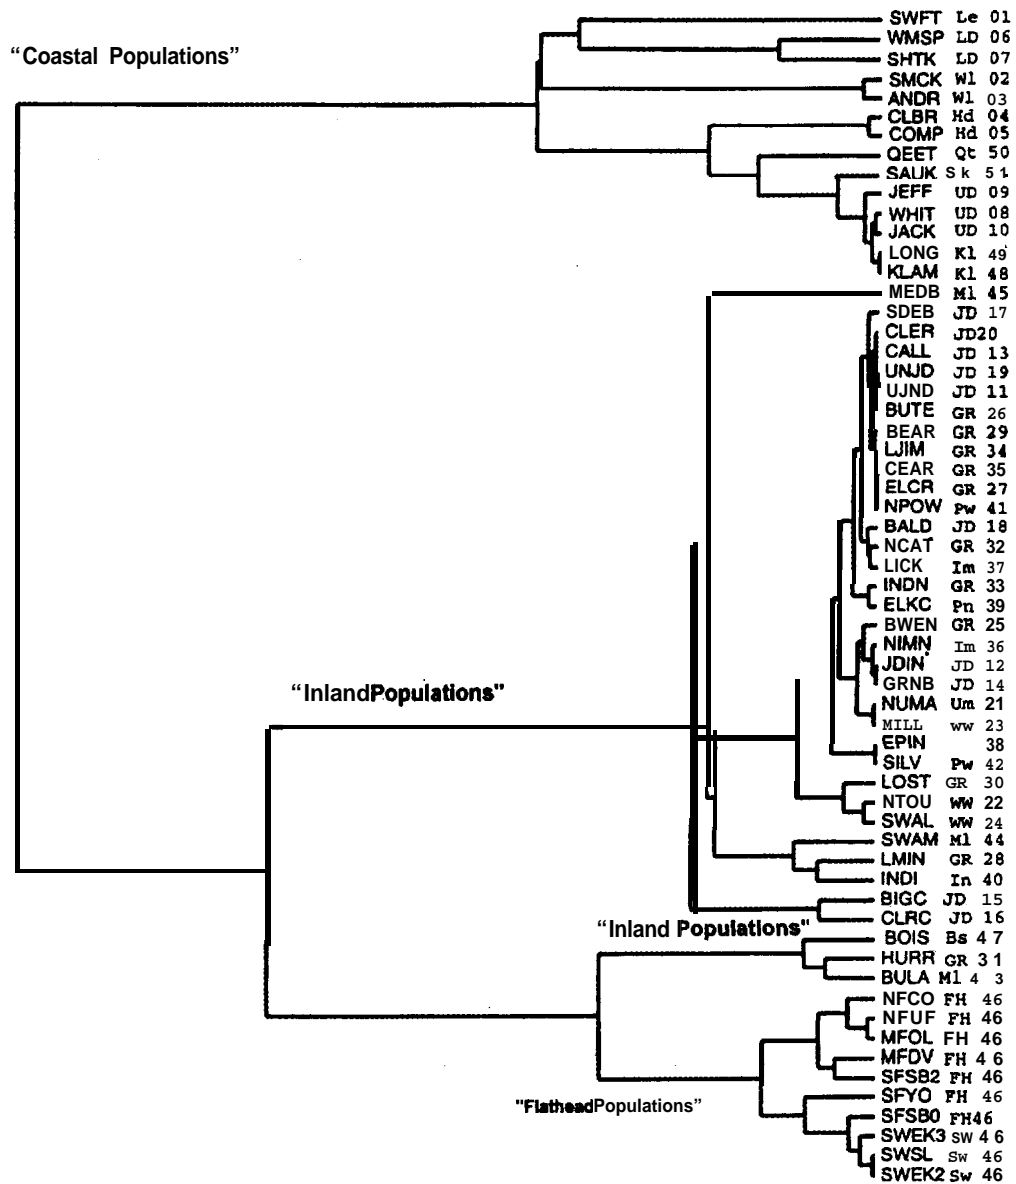 SWFT Le 01
WMSP LD 06
"Coastal Populations"
SHTK LD 07
SMCK Wl 02
ANDR Wl 03
CLBR Hd 04
COMP Hd 05
QEET Qt 50
SAUK Sk 51
JEFF UD 09
WHIT UD 08
JACK UD 10
LONG Kl 49
KLAM Kl 48
MEDB Ml 45
SDEB JD 17
CLER JD20
CALL JD 13
UNJD JD 19
UJND JD 11
BUTE GR 26
BEAR GR 29
LJIM GR 34
CEAR GR 35
ELCR GR 27
NPOW Pw 41
BALD JD 18
NCAT GR 32
LICK Im 37
INDN GR 33
ELKC Pn 39
BWEN GR 25
NIMN Im 36
JDIN JD 12
GRNB JD 14
"InlandPopulations"
NUMA Um 21
MILL ww 23
EPIN 38
SILV Pw 42
LOST GR 30
NTOU WW 22
SWAL WW 24
SWAM Ml 44
LMIN GR 28
INDI In 40
BIGC JD 15
CLRC JD 16
"Inland Populations"
BOIS Bs 47
HURR GR 31
BULA Ml 4 3
NFCO FH 46
NFUF FH 46
MFOL FH 46
MFDV FH 46
SFSB2 FH 46
SFYO FH 46
"FlatheadPopulations"
SFSB0 FH46
SWEK3 SW 46
SWSL Sw 46
SWEK2 Sw 46